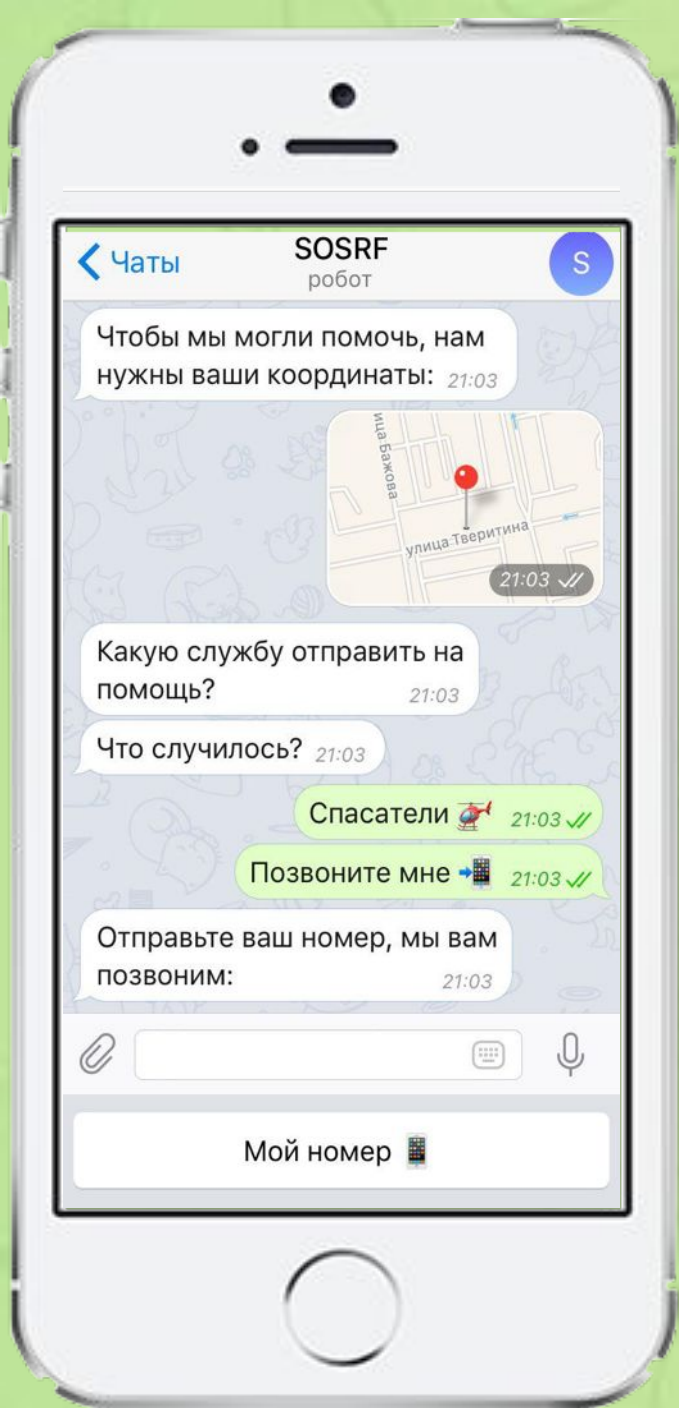 Чаты
SOSRF
робот
S
Чтобы мы могли помочь, нам
нужны ваши координаты: 21:03
ица Бажова
улица Тверитина
21:03
Какую службу отправить на
помощь? 21:03
Что случилось? 21:03
Спасатели 🚁 21:03
Позвоните мне 📲 21:03
Отправьте ваш номер, мы вам
позвоним: 21:03
Мой номер 📱